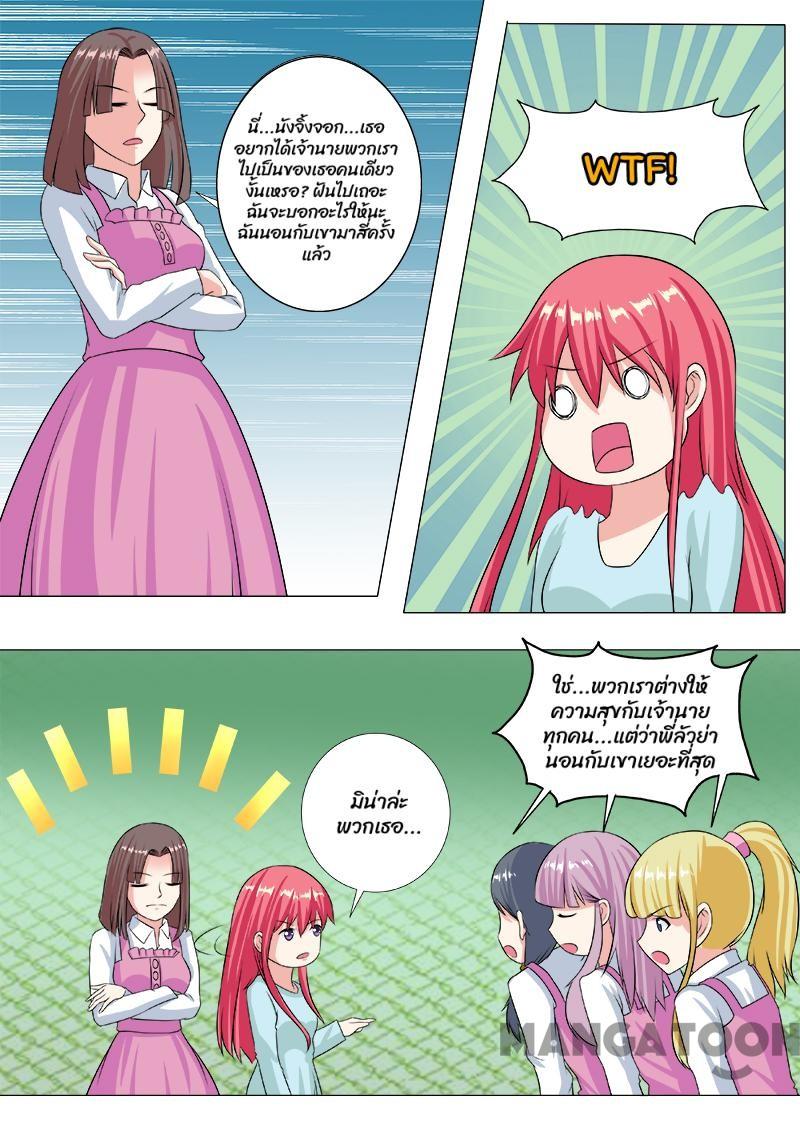 นี่...นังจิ้งจอก...เธอ
อยากได้เจ้านายพวกเรา
ไปเป็นของเธอคนเดียว
งั้นเหรอ? ฝันไปเถอะ
ฉันจะบอกอะไรให้นะ
ฉันนอนกับเขามาสี่ครั้ง
แล้ว
WTF!
ใช่...พวกเราต่างให้
ความสุขกับเจ้านาย
ทุกคน...แต่ว่าพี่ลัวย่า
นอนกับเขาเยอะที่สุด
มิน่าล่ะ
พวกเธอ...
MANGATOON